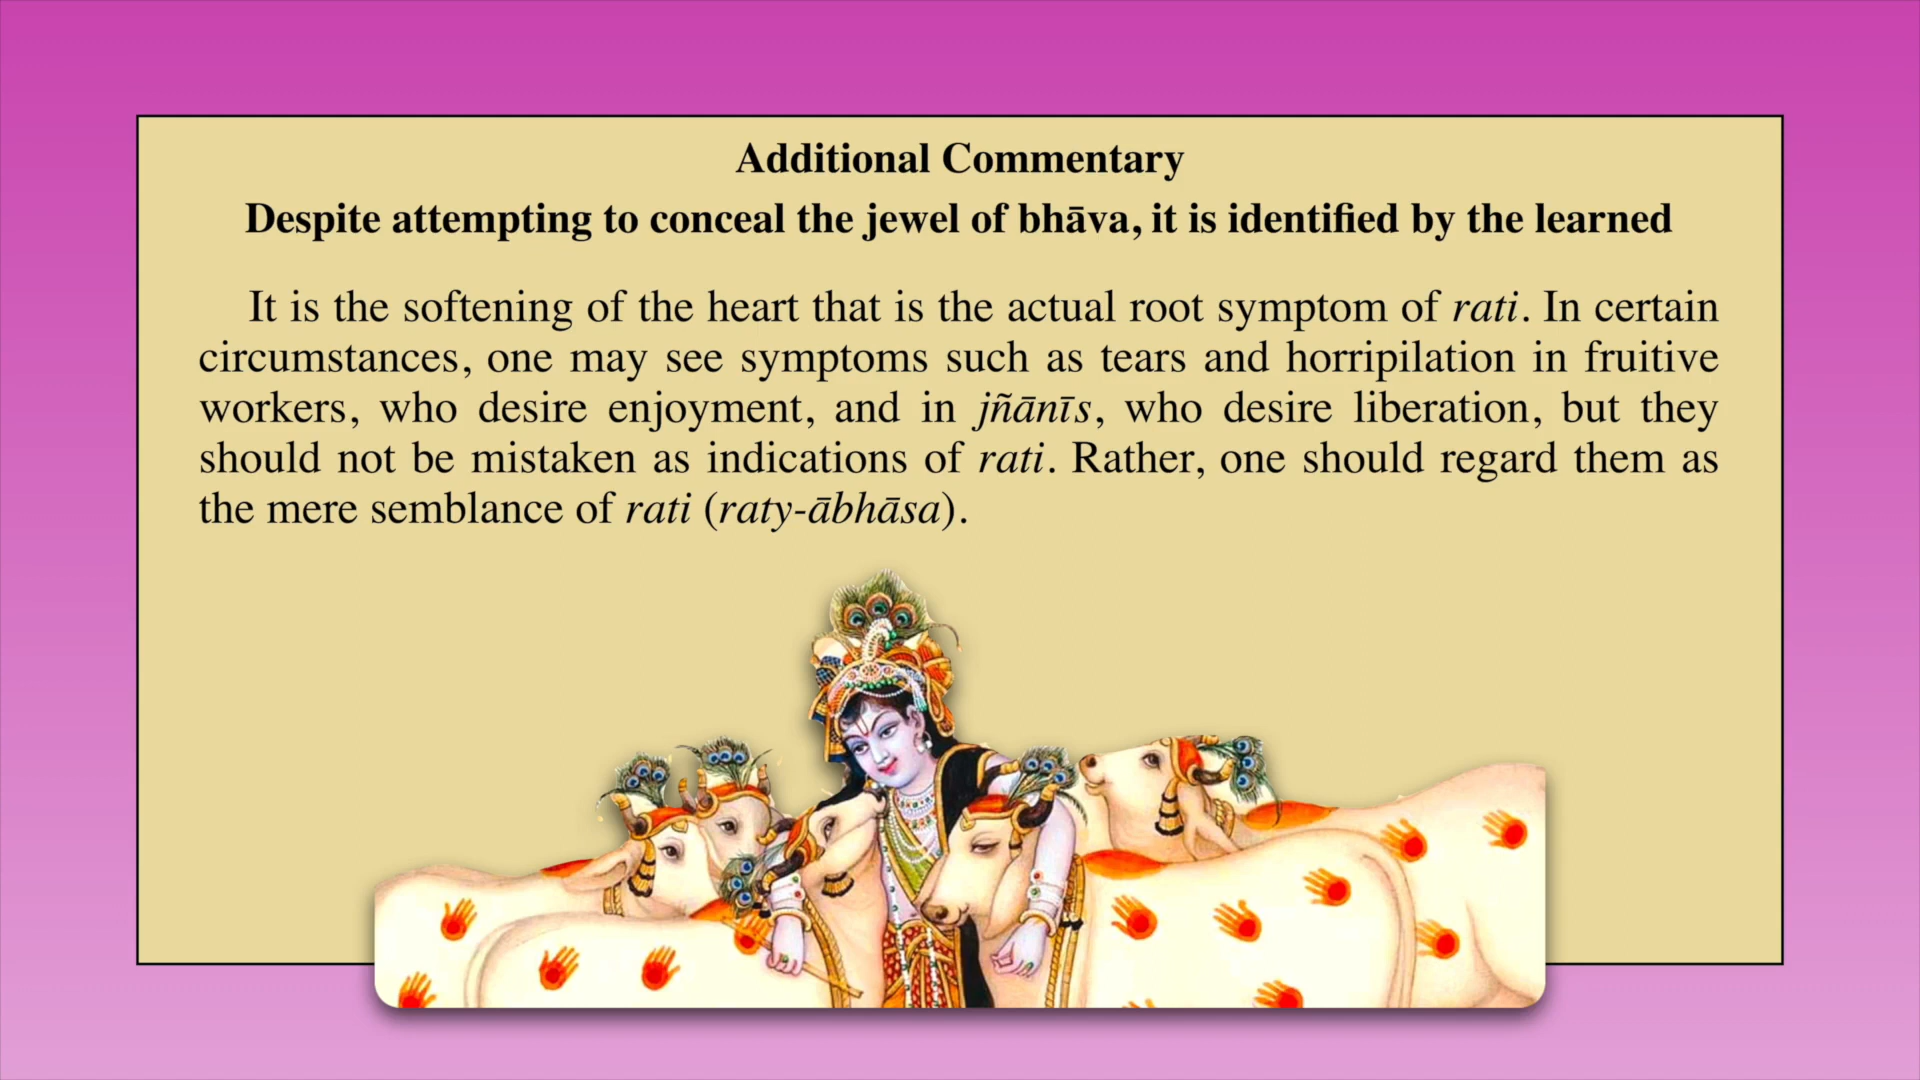 Additional Commentary
Despite attempting to conceal the jewel of bhāva, it is identified by the learned
It is the softening of the heart that is the actual root symptom of rati. In certain
circumstances, one may see symptoms such as tears and horripilation in fruitive
workers, who desire enjoyment, and in jñānīs, who desire liberation, but they
should not be mistaken as indications of rati. Rather, one should regard them as
the mere semblance of rati (raty-ābhāsa).